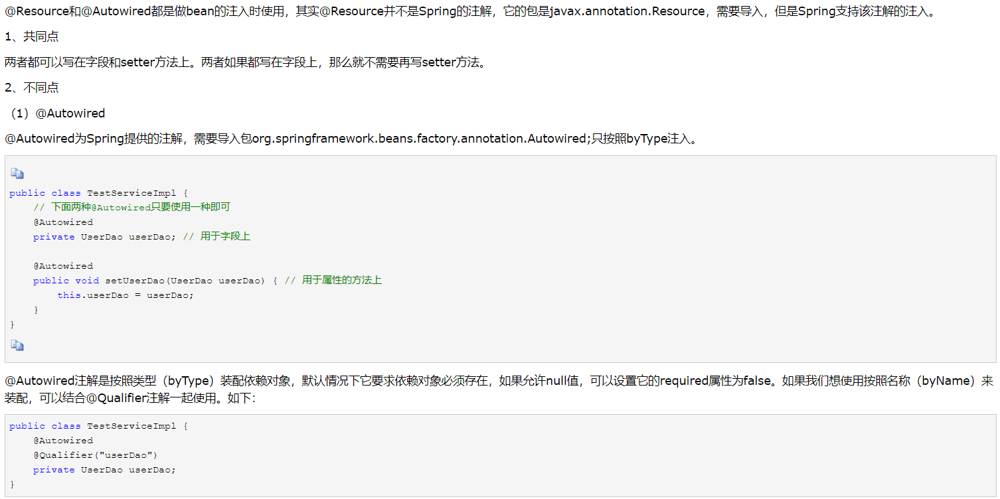 @Resource和@Autowired都是做bean的注入时使用，其实@Resource并不是Spring的注解，它的包是javax.annotation.Resource，需要导入，但是Spring支持该注解的注入。
1、共同点
两者都可以写在字段和setter方法上。两者如果都写在字段上，那么就不需要再写setter方法。
2、不同点
（1）@Autowired
@Autowired为Spring提供的注解，需要导入包org.springframework.beans.factory.annotation.Autowired;只按照byType注入。
public class TestServiceImpl {
    // 下面两种@Autowired只要使用一种即可
    @Autowired
    private UserDao userDao; // 用于字段上
    @Autowired
    public void setUserDao(UserDao userDao) { // 用于属性的方法上
        this.userDao = userDao;
    }
}
@Autowired注解是按照类型（byType）装配依赖对象，默认情况下它要求依赖对象必须存在，如果允许null值，可以设置它的required属性为false。如果我们想使用按照名称（byName）来
装配，可以结合@Qualifier注解一起使用。如下：
public class TestServiceImpl {
    @Autowired
    @Qualifier("userDao")
    private UserDao userDao;
}